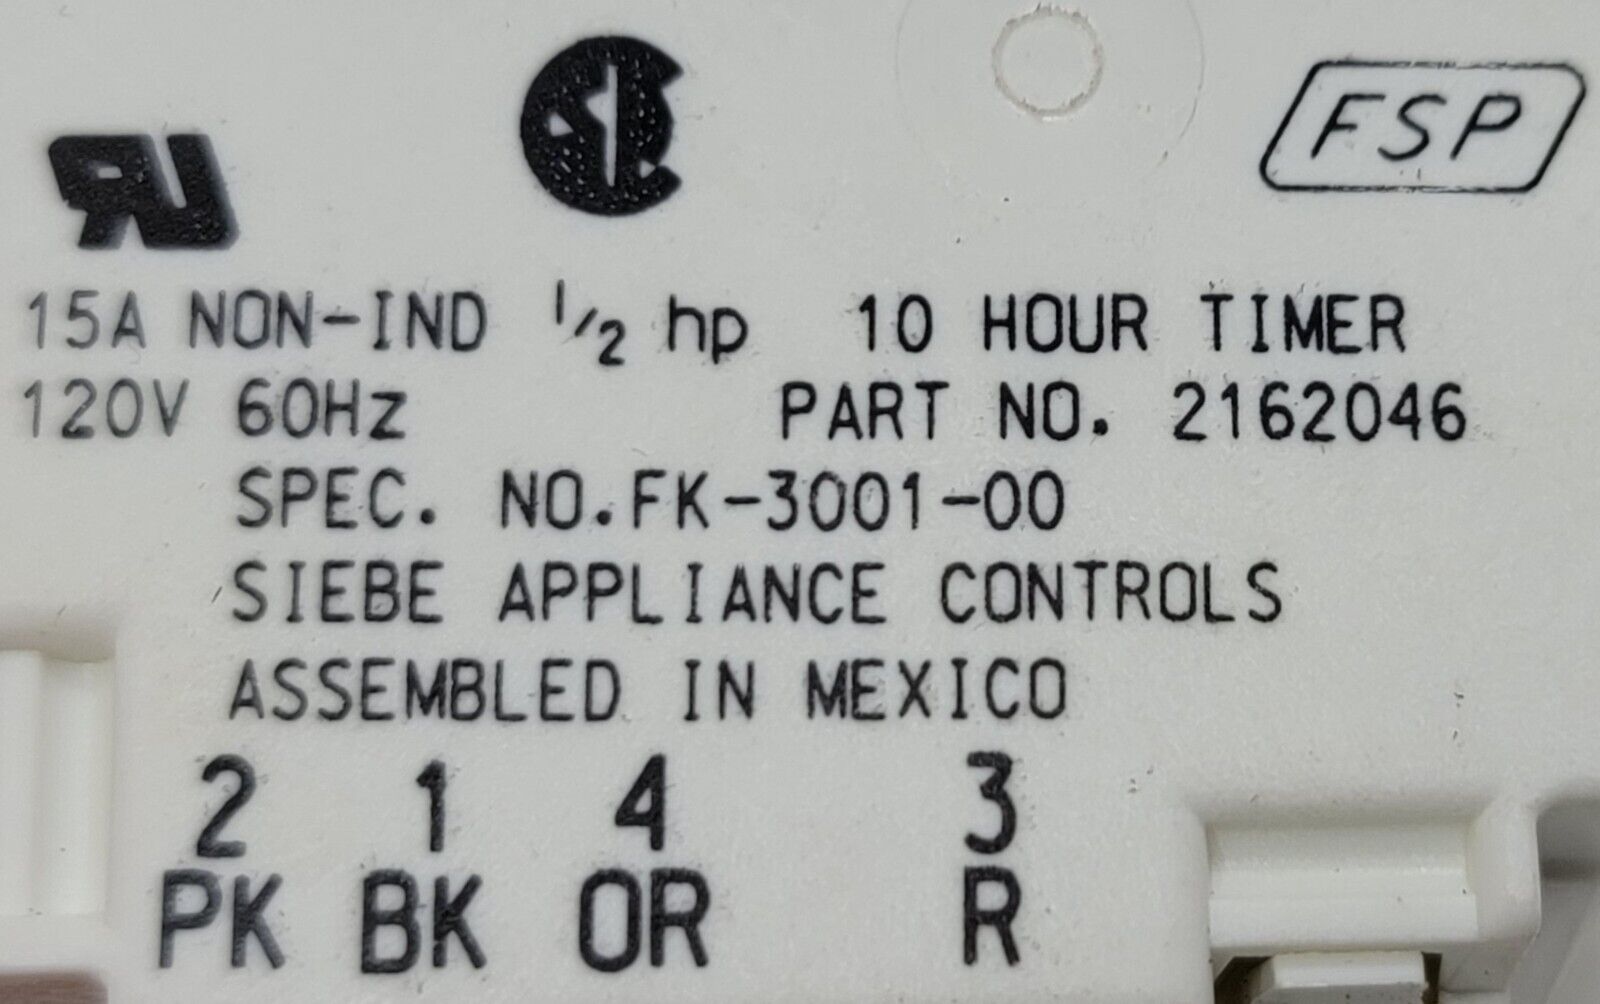 FSP
15A NON-IND 1/2 hp 10 HOUR TIMER
120V 60Hz PART NO. 2162046
SPEC. NO.FK-3001-00
SIEBE APPLIANCE CONTROLS
ASSEMBLED IN MEXICO
2 1 4 3
PK BK OR R